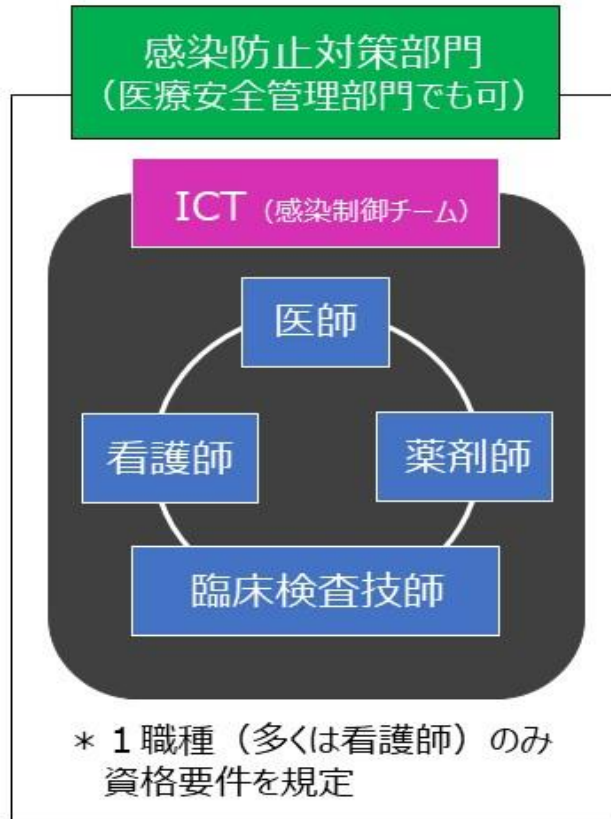 感染防止対策部門
（医療安全管理部門でも可）
ICT（感染制御チーム）
医師
看護師
薬剤師
臨床検査技師
＊１職種（多くは看護師）のみ
資格要件を規定